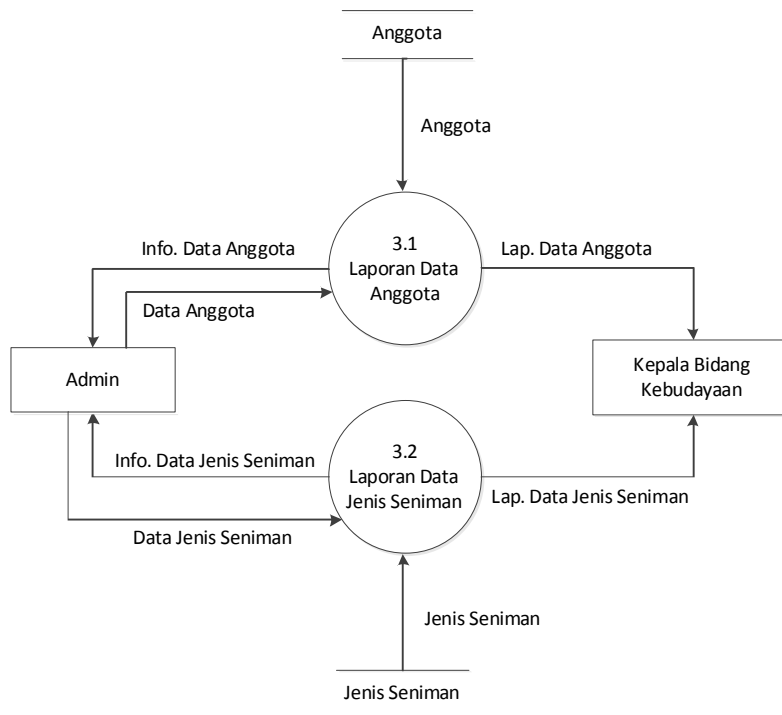 Anggota
Anggota
3.1
Laporan Data
Anggota
Info. Data Anggota
Lap. Data Anggota
Data Anggota
Admin
Kepala Bidang
Kebudayaan
3.2
Laporan Data
Jenis Seniman
Info. Data Jenis Seniman
Lap. Data Jenis Seniman
Data Jenis Seniman
Jenis Seniman
Jenis Seniman